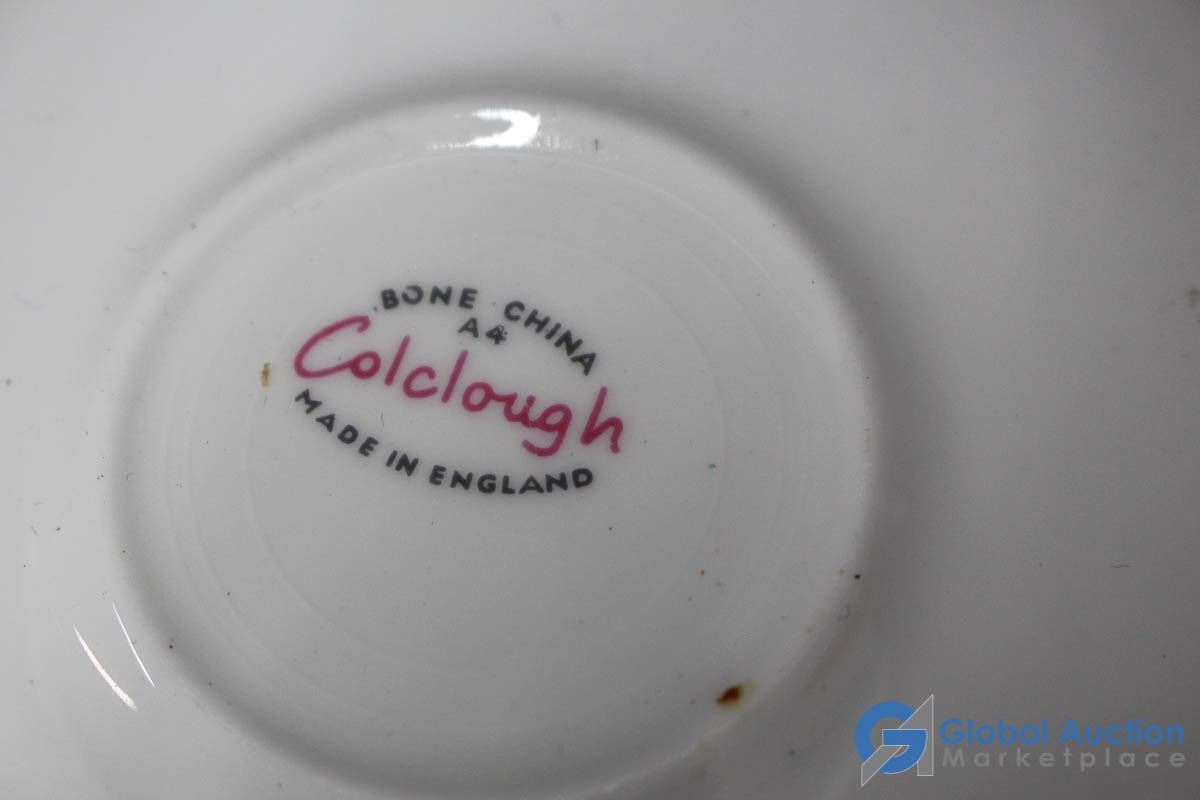 BONE CHINA
A4
Colclough
MADE IN ENGLAND
Global Auction
Marketplace